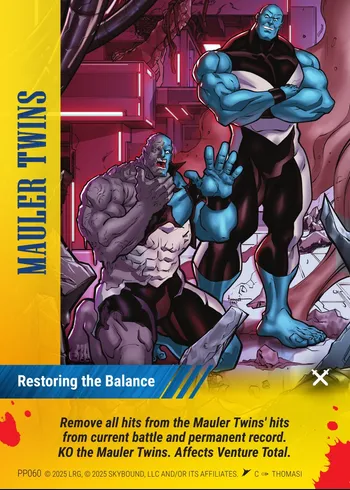 MAULER TWINS
Restoring the Balance
Remove all hits from the Mauler Twins' hits
from current battle and permanent record.
KO the Mauler Twins. Affects Venture Total.
PP060 © 2025 LRG, © 2025 SKYBOUND, LLC AND/OR ITS AFFILIATES. C THOMASI